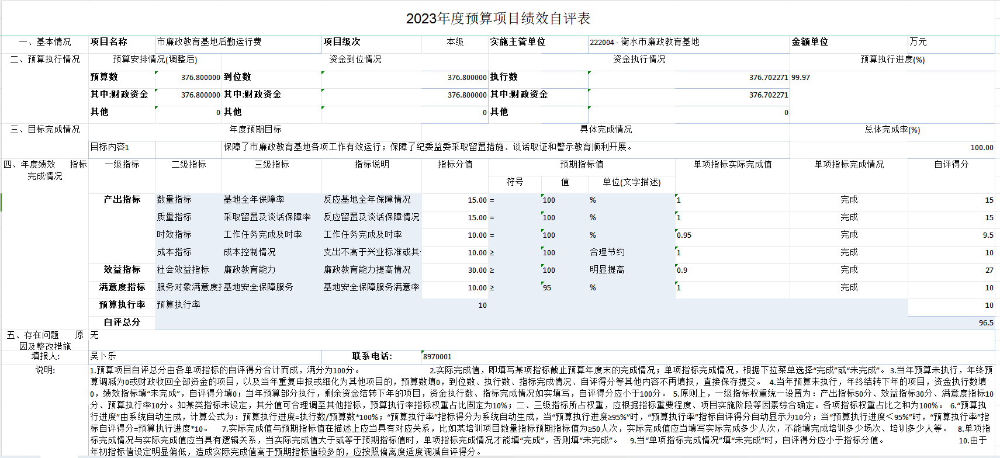 2023年度预算项目绩效自评表
一、基本情况 项目名称 市廉政教育基地后勤运行费 项目级次 本级 实施主管单位 222004 - 衡水市廉政教育基地 金额单位 万元
二、预算执行情况 预算安排情况(调整后) 资金到位情况 资金执行情况 预算执行进度(%)
预算数 376.800000 到位数 376.800000 执行数 376.702271 99.97
其中:财政资金 376.800000 其中:财政资金 376.800000 其中:财政资金 376.702271
其他 0 其他 0 其他 0
三、目标完成情况 年度预期目标 具体完成情况 总体完成率(%)
目标内容1 保障了市廉政教育基地各项工作有效运行；保障了纪委监委采取留置措施、谈话取证和警示教育顺利开展。 100.00
四、年度绩效 指标 一级指标 二级指标 三级指标 指标说明 指标分值 预期指标值 单项指标实际完成值 单项指标完成情况 自评得分
完成情况
符号 值 单位(文字描述)
产出指标 数量指标 基地全年保障率 反应基地全年保障情况 15.00 = 100 % 1 完成 15
质量指标 采取留置及谈话保障率 反应留置及谈话保障情况 15.00 = 100 % 1 完成 15
时效指标 工作任务完成及时率 工作任务完成及时率 10.00 = 100 % 0.95 完成 9.5
成本指标 成本控制情况 支出不高于兴业标准或其 10.00 ≥ 100 合理节约 1 完成 10
效益指标 社会效益指标 廉政教育能力 廉政教育能力提高情况 30.00 ≥ 100 明显提高 0.9 完成 27
满意度指标 服务对象满意度 基地安全保障服务 基地安全保障服务满意率 10.00 ≥ 95 % 1 完成 10
预算执行率 预算执行率 10 10
自评总分 96.5
五、存在问题 原 无
因及整改措施
填报人: 吴卜乐 联系电话: 8970001
说明: 1.预算项目自评总分由各单项指标的自评得分合计而成，满分为100分。 2.实际完成值，即填写某项指标截止预算年度末的完成情况；单项指标完成情况，根据下拉菜单选择“完成”或“未完成”。 3.当年预算未执行，年终预
算调减为0或财政收回全部资金的项目，以及当年重复申报或细化为其他项目的，预算数填0，到位数、执行数、指标完成情况、自评得分等其他内容不再填报，直接保存提交。 4.当年预算未执行，年终结转下年的项目，资金执行数填
0，绩效指标填“未完成”，自评得分填0；当年预算部分执行，剩余资金结转下年的项目，资金执行数、指标完成情况如实填写，自评得分应小于100分。 5.原则上，一级指标权重统一设置为：产出指标50分、效益指标30分、满意度指标10
分、预算执行率10分。如某类指标未设定，其分值可合理调至其他指标，预算执行率指标权重占比固定为10%；二、三级指标所占权重，应根据指标重要程度、项目实施阶段等因素综合确定。各项指标权重占比之和为100%。 6.“预算执
行进度”由系统自动生成，计算公式为：预算执行进度=执行数/预算数*100%；“预算执行率”指标得分为系统自动生成，当“预算执行进度≥95%”时，“预算执行率”指标自评得分自动显示为10分；当“预算执行进度＜95%”时，“预算执行率”指
标自评得分=预算执行进度*10。 7.实际完成值与预期指标值在描述上应当具有对应关系，比如某培训项目数量指标预期指标值为≥50人次，实际完成值应当填写实际完成多少人次，不能填完成培训多少场次、培训多少人等。 8.单项指
标完成情况与实际完成值应当具有逻辑关系，当实际完成值大于或等于预期指标值时，单项指标完成情况才能填“完成”，否则填“未完成”。 9.当“单项指标完成情况”填“未完成”时，自评得分应小于指标分值。 10.由于
年初指标值设定明显偏低，造成实际完成值高于预期指标值较多的，应按照偏离度适度调减自评得分。